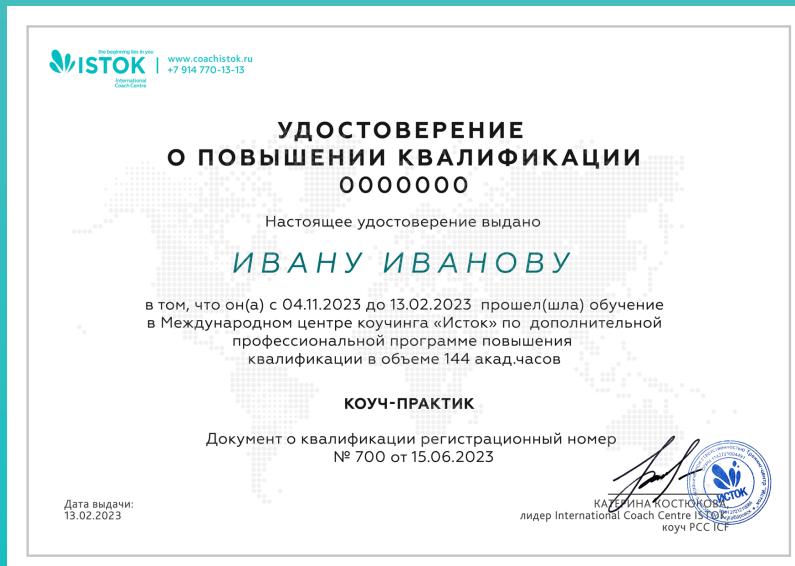 the beginning lies in you
ISTOK
International
Coach Centre
www.coachistok.ru
+7 914 770-13-13
УДОСТОВЕРЕНИЕ
О ПОВЫШЕНИИ КВАЛИФИКАЦИИ
0000000
Настоящее удостоверение выдано
ИВАНУ ИВАНОВУ
в том, что он(а) с 04.11.2023 до 13.02.2023 прошел(шла) обучение
в Международном центре коучинга «Исток» по дополнительной
профессиональной программе повышения
квалификации в объеме 144 акад.часов
КОУЧ-ПРАКТИК
Документ о квалификации регистрационный номер
№ 700 от 15.06.2023
Дата выдачи:
13.02.2023
КАТЕРИНА КОСТЮКОВА,
лидер International Coach Centre ISTOK,
коуч PCC ICF
ИСТОК